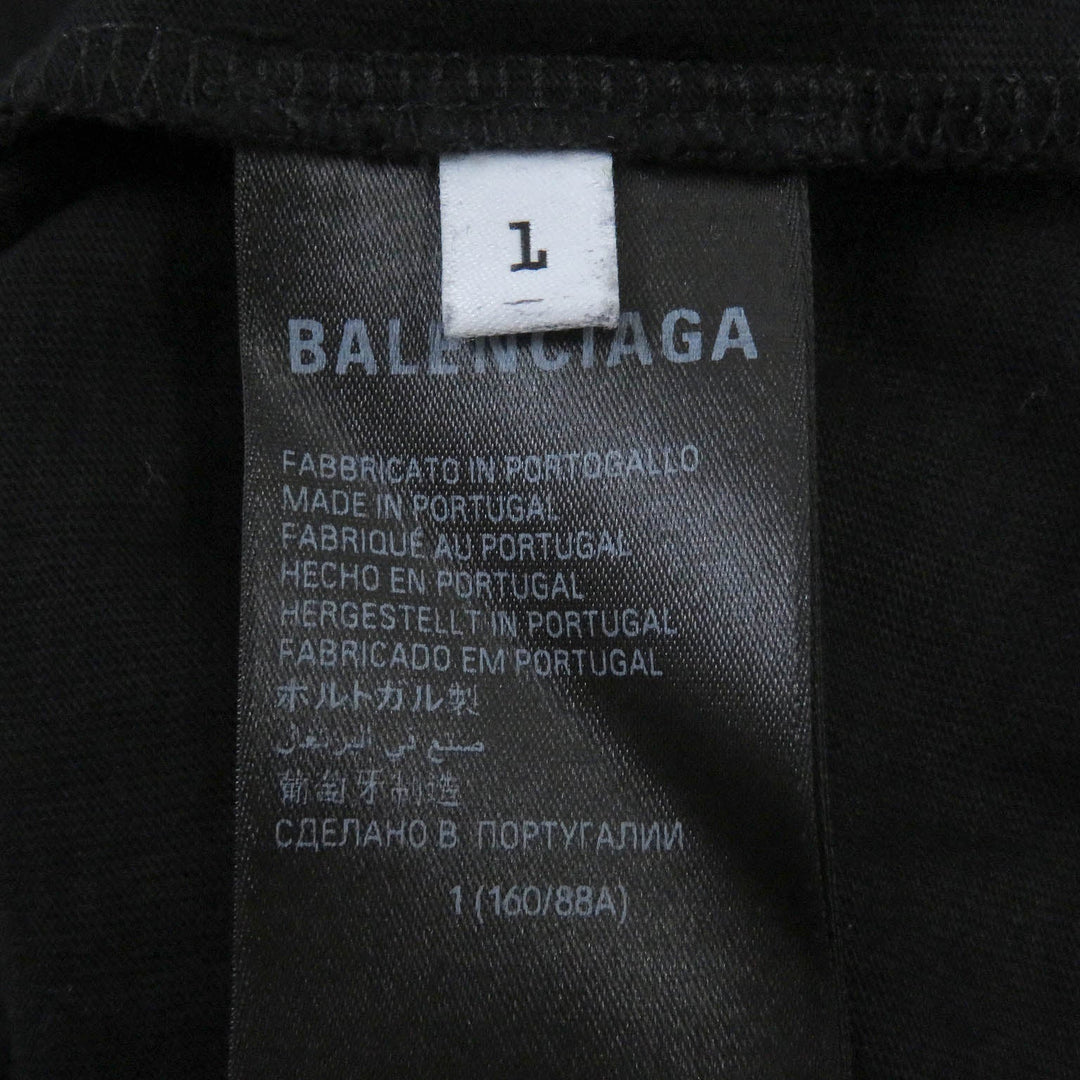 1
BALENCIAGA
FABBRICATO IN PORTOGALLO
MADE IN PORTUGAL
FABRIQUÉ AU PORTUGAL
HECHO EN PORTUGAL
HERGESTELLT IN PORTUGAL
FABRICADO EM PORTUGAL
ポルトガル製
صنع في البرتغال
葡萄牙制造
СДЕЛАНО В ПОРТУГАЛИИ
1 (160/88A)